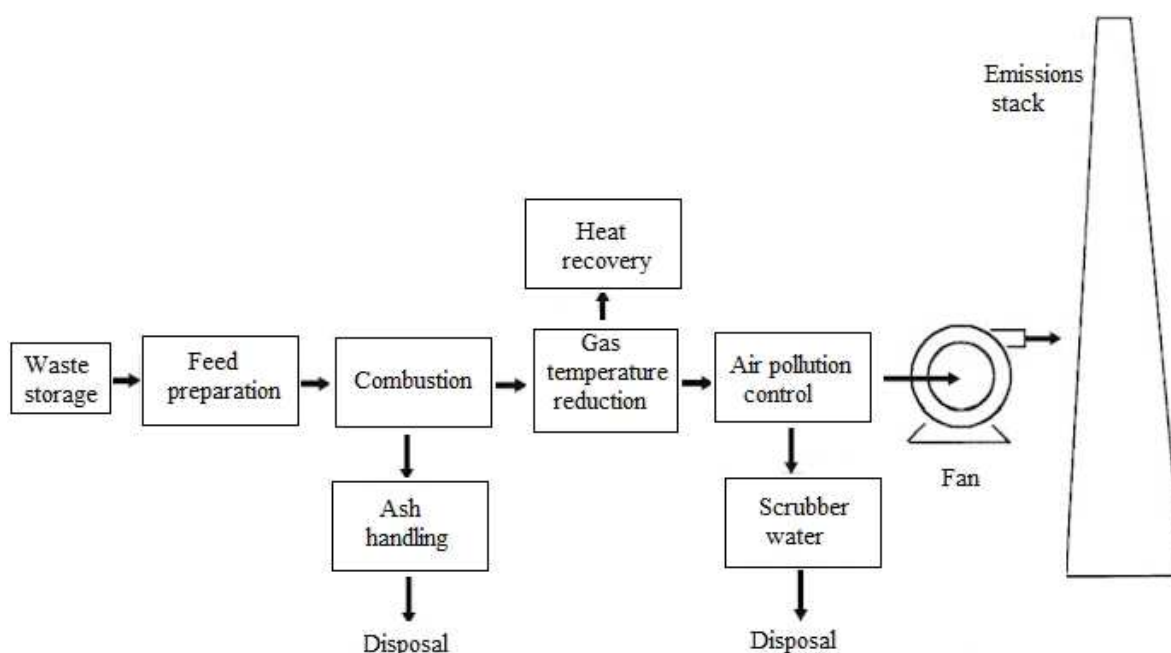 Emissions
stack
Heat
recovery
Waste
storage
Feed
preparation
Combustion
Gas
temperature
reduction
Air pollution
control
Fan
Ash
handling
Scrubber
water
Disposal
Disposal